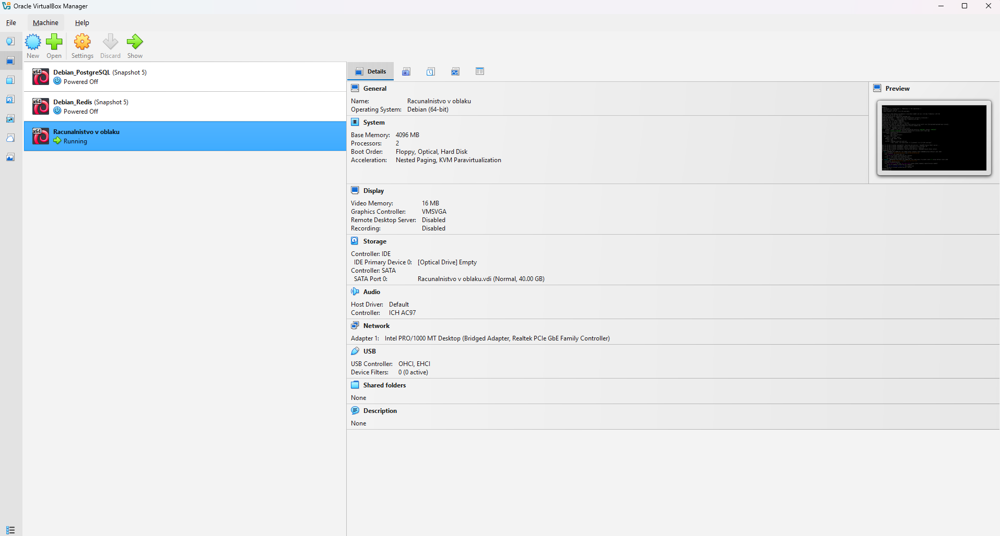 Oracle VirtualBox Manager
File Machine Help
New Open Settings Discard Show
x64 Debian_PostgreSQL (Snapshot 5)
Powered Off
x64 Debian_Redis (Snapshot 5)
Powered Off
x64 Racunalnistvo v oblaku
Running
Details
General
Name: Racunalnistvo v oblaku
Operating System: Debian (64-bit)
System
Base Memory: 4096 MB
Processors: 2
Boot Order: Floppy, Optical, Hard Disk
Acceleration: Nested Paging, KVM Paravirtualization
Preview
Display
Video Memory: 16 MB
Graphics Controller: VMSVGA
Remote Desktop Server: Disabled
Recording: Disabled
Storage
Controller: IDE
IDE Primary Device 0: [Optical Drive] Empty
Controller: SATA
SATA Port 0: Racunalnistvo v oblaku.vdi (Normal, 40.00 GB)
Audio
Host Driver: Default
Controller: ICH AC97
Network
Adapter 1: Intel PRO/1000 MT Desktop (Bridged Adapter, Realtek PCIe GbE Family Controller)
USB
USB Controller: OHCI, EHCI
Device Filters: 0 (0 active)
Shared folders
None
Description
None